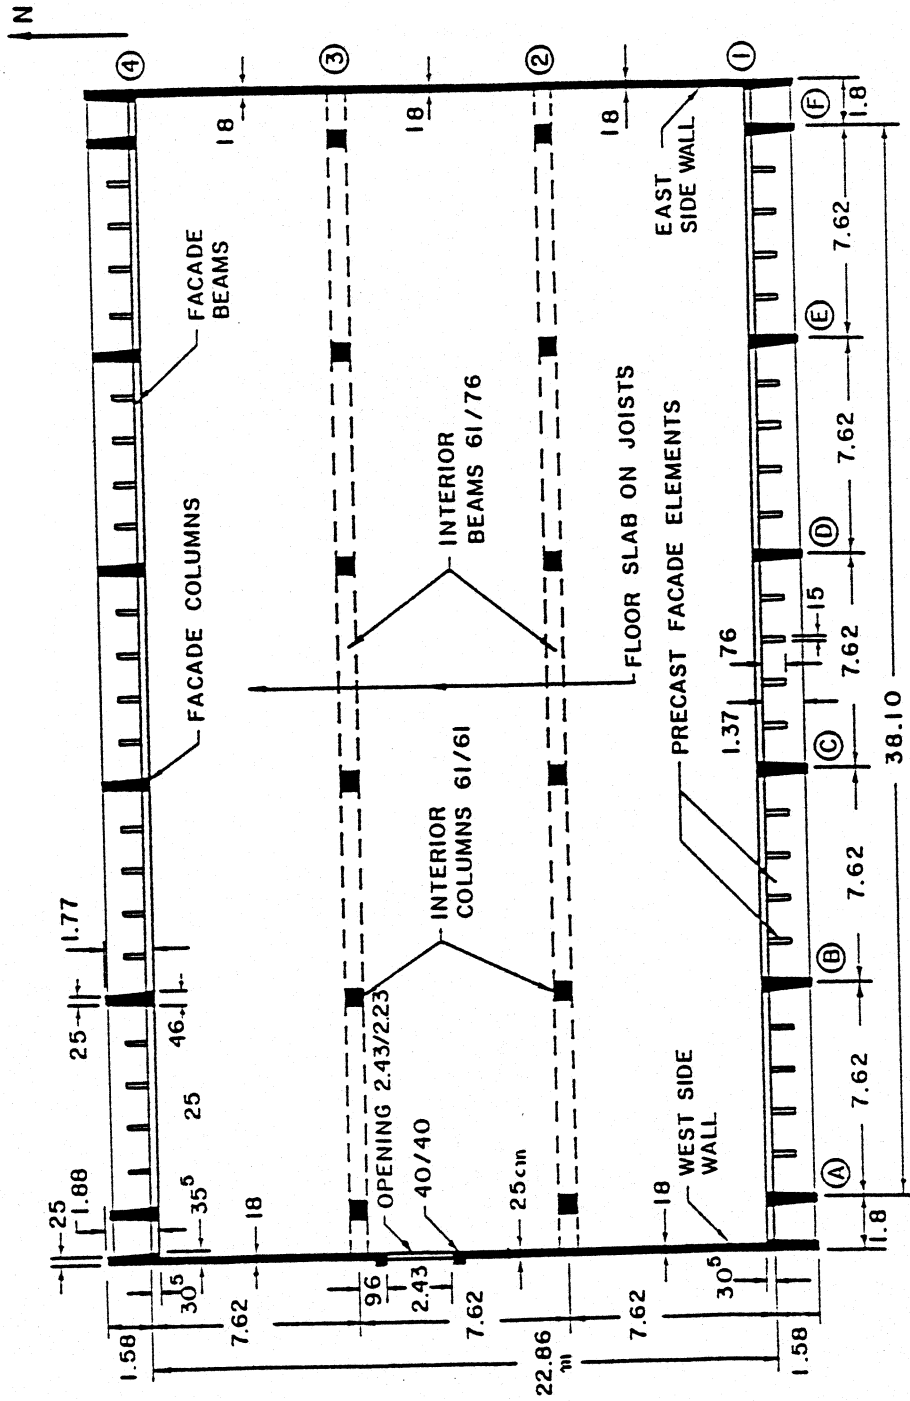 N
④
③
②
①
18
18
18
EAST
SIDE WALL
Ⓕ
1.8
FACADE
BEAMS
7.62
Ⓔ
INTERIOR
BEAMS 61/76
7.62
FACADE COLUMNS
FLOOR SLAB ON JOISTS
Ⓓ
PRECAST FACADE ELEMENTS
76
15
1.37
7.62
Ⓒ
38.10
INTERIOR
COLUMNS 61/61
7.62
1.77
25
46
Ⓑ
25
OPENING 2.43/2.23
40/40
7.62
WEST SIDE
WALL
25 cm
18
Ⓐ
1.8
25
1.88
35⁵
18
30⁵
96
2.43
30⁵
1.58
7.62
7.62
7.62
1.58
22.86
m